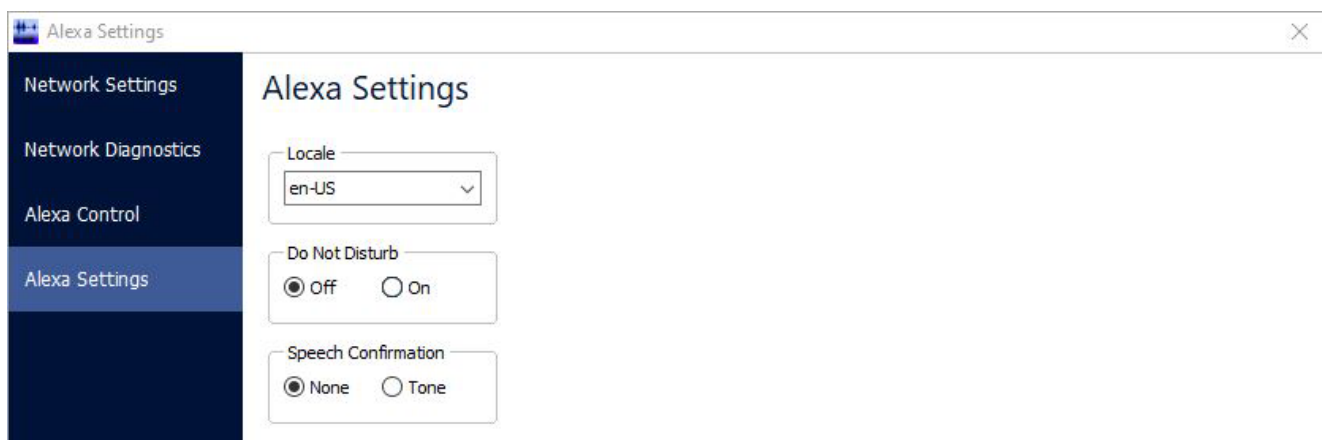 Alexa Settings
Network Settings
Network Diagnostics
Alexa Control
Alexa Settings
Alexa Settings
Locale
en-US
Do Not Disturb
Off On
Speech Confirmation
None Tone